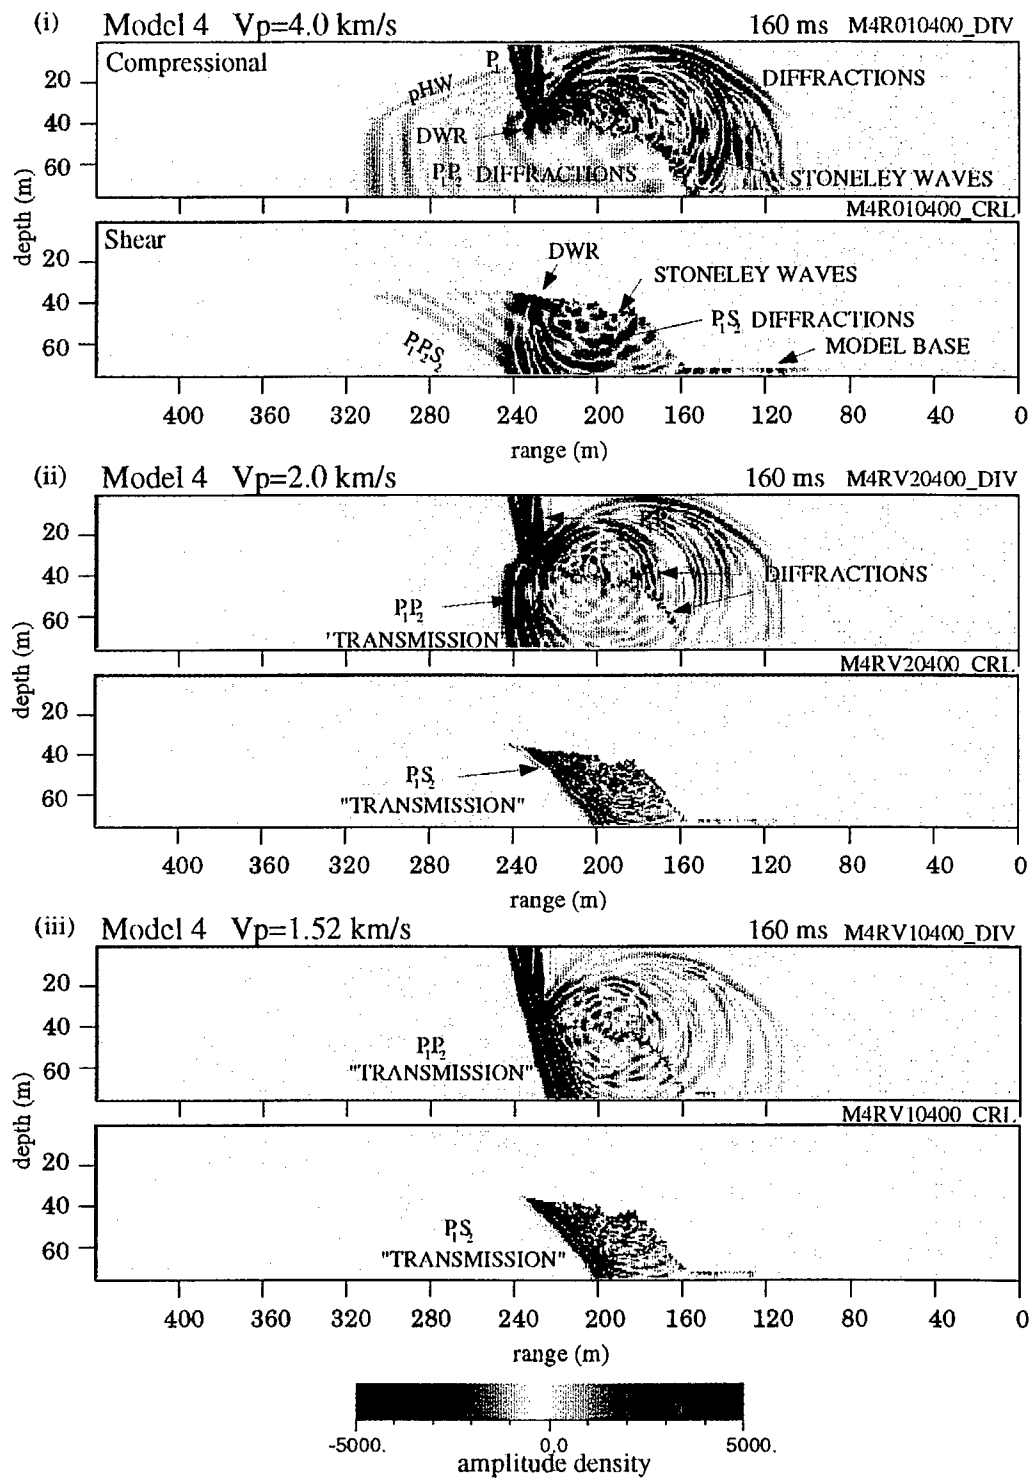 (i) Model 4 Vp=4.0 km/s 160 ms M4R010400_DIV
Compressional
P₁
DIFFRACTIONS
pHW
DWR
P₁P₂ DIFFRACTIONS
STONELEY WAVES
20
40
60
depth (m)
M4R010400_CRL
Shear
DWR
STONELEY WAVES
P₁S₂ DIFFRACTIONS
MODEL BASE
P₁P₂S₂
20
40
60
400 360 320 280 240 200 160 120 80 40 0
range (m)
(ii) Model 4 Vp=2.0 km/s 160 ms M4RV20400_DIV
DIFFRACTIONS
P₁P₂
'TRANSMISSION'
20
40
60
depth (m)
M4RV20400_CRL
P₁S₂
"TRANSMISSION"
20
40
60
400 360 320 280 240 200 160 120 80 40 0
range (m)
(iii) Model 4 Vp=1.52 km/s 160 ms M4RV10400_DIV
P₁P₂
"TRANSMISSION"
20
40
60
depth (m)
M4RV10400_CRL
P₁S₂
"TRANSMISSION"
20
40
60
400 360 320 280 240 200 160 120 80 40 0
range (m)
-5000. 0.0 5000.
amplitude density